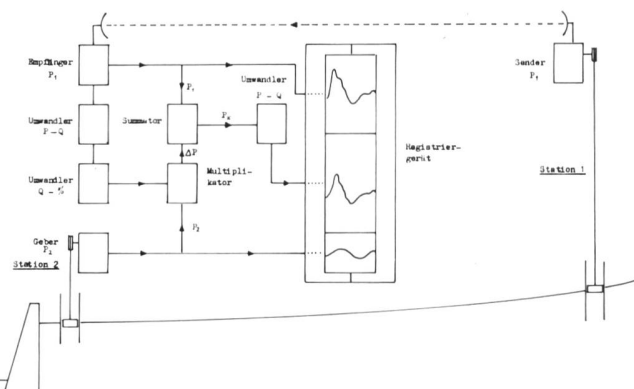 Empfänger
P₁
Umwandler
P-Q
Umwandler
Geber
P₂
Station 2
Summator
P₁
ΔP
P₂
Multipli-
kator
Umwandler
P - Q
Registrier-
gerät
Sender
P₁
Station 1